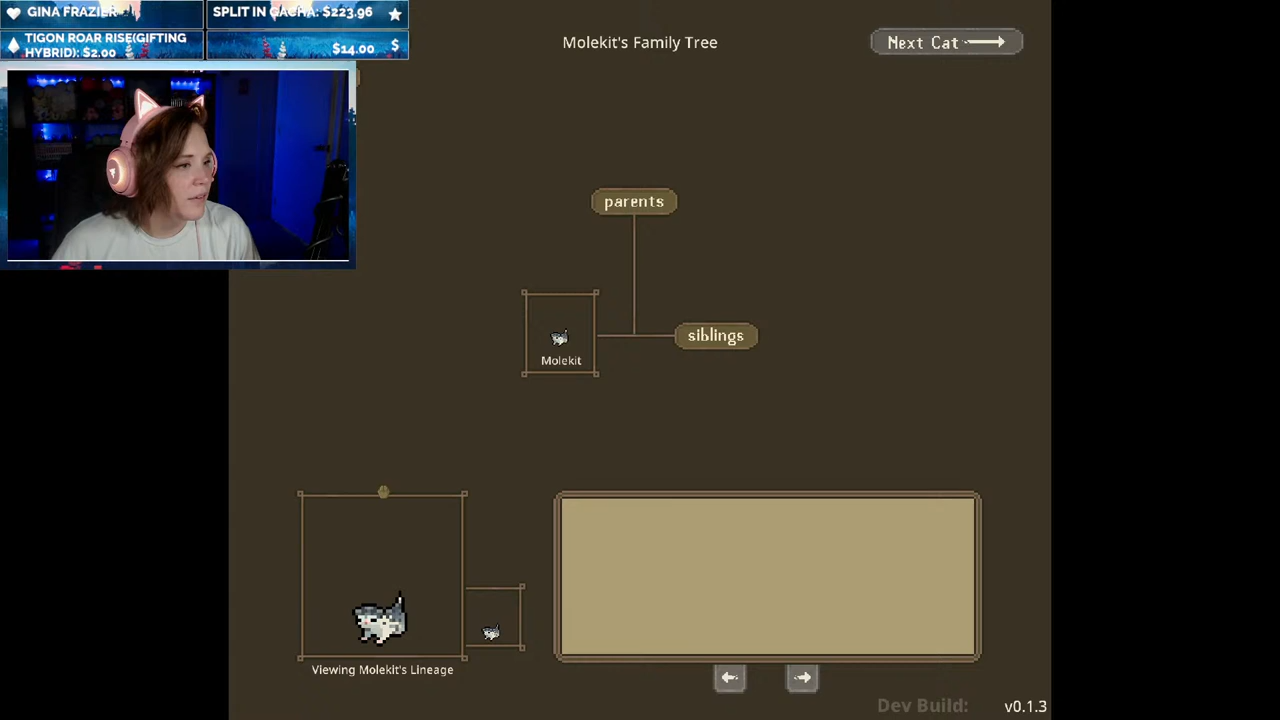 GINA FRAZIER
SPLIT IN GACHA: $223.96
TIGON ROAR RISE(GIFTING
HYBRID): $2.00
$14.00 $
Molekit's Family Tree
Next Cat
parents
siblings
Molekit
Viewing Molekit's Lineage
Dev Build: v0.1.3